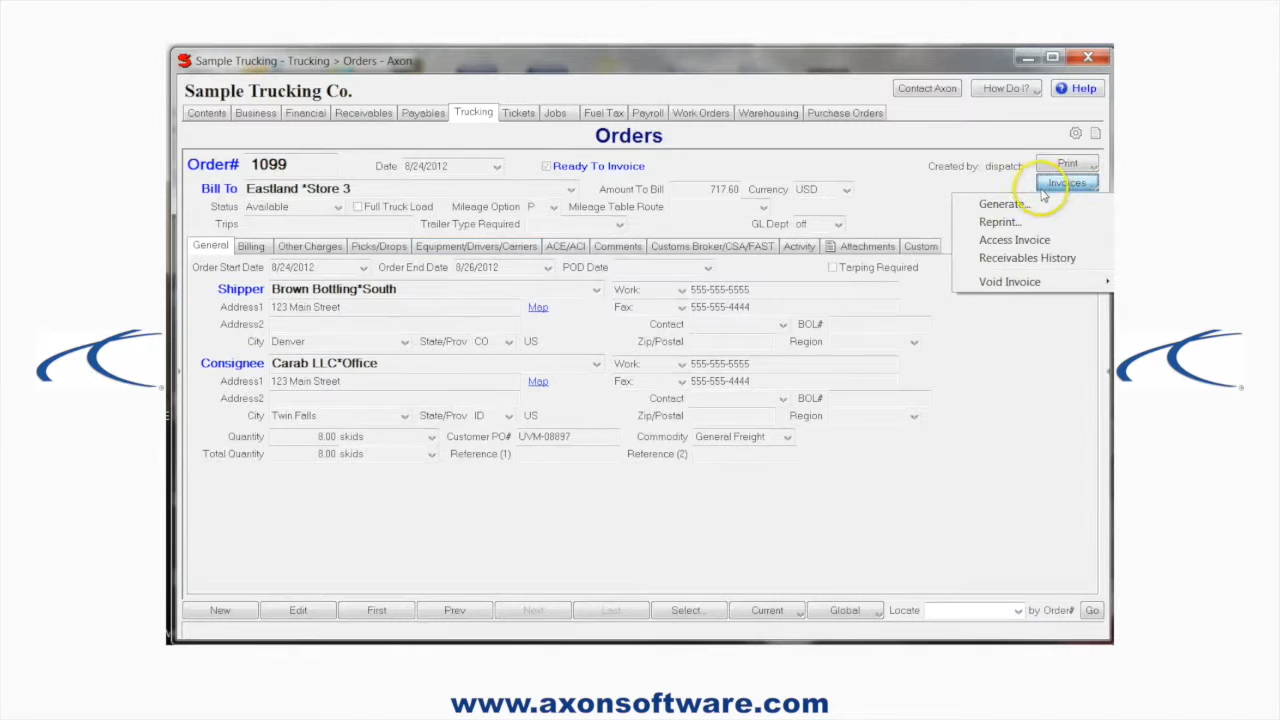 Sample Trucking - Trucking > Orders - Axon
Sample Trucking Co.
Contact Axon How Do I? Help
Contents Business Financial Receivables Payables Trucking Tickets Jobs Fuel Tax Payroll Work Orders Warehousing Purchase Orders
Orders
Order# 1099 Date 8/24/2012 Ready To Invoice Created by: dispatch Print
Bill To Eastland *Store 3 Amount To Bill 717.60 Currency USB Invoices
Status Available Full Truck Load Mileage Option P Mileage Table Route Generate...
Trips Trailer Type Required GL Dept off Reprint...
General Billing Other Charges Picks/Drops Equipment/Drivers/Carriers ACE/ACI Comments Customs Broker/CSA/FAST Activity Attachments Custom Access Invoice
Receivables History
Order Start Date 8/24/2012 Order End Date 8/26/2012 POD Date Tarping Required
Void Invoice
Shipper Brown Bottling*South Work: 555-555-5555
Address1 123 Main Street Map Fax: 555-555-4444
Address2 Contact BOL#
City Denver State/Prov CO US Zip/Postal Region
Consignee Carab LLC*Office Work: 555-555-5555
Address1 123 Main Street Map Fax: 555-555-4444
Address2 Contact BOL#
City Twin Falls State/Prov ID US Zip/Postal Region
Quantity 8.00 skids Customer PO# UVM-08897 Commodity General Freight
Total Quantity 8.00 skids Reference (1) Reference (2)
New Edit First Prev Next Last Select... Current Global Locate by Order# Go
www.axonsoftware.com